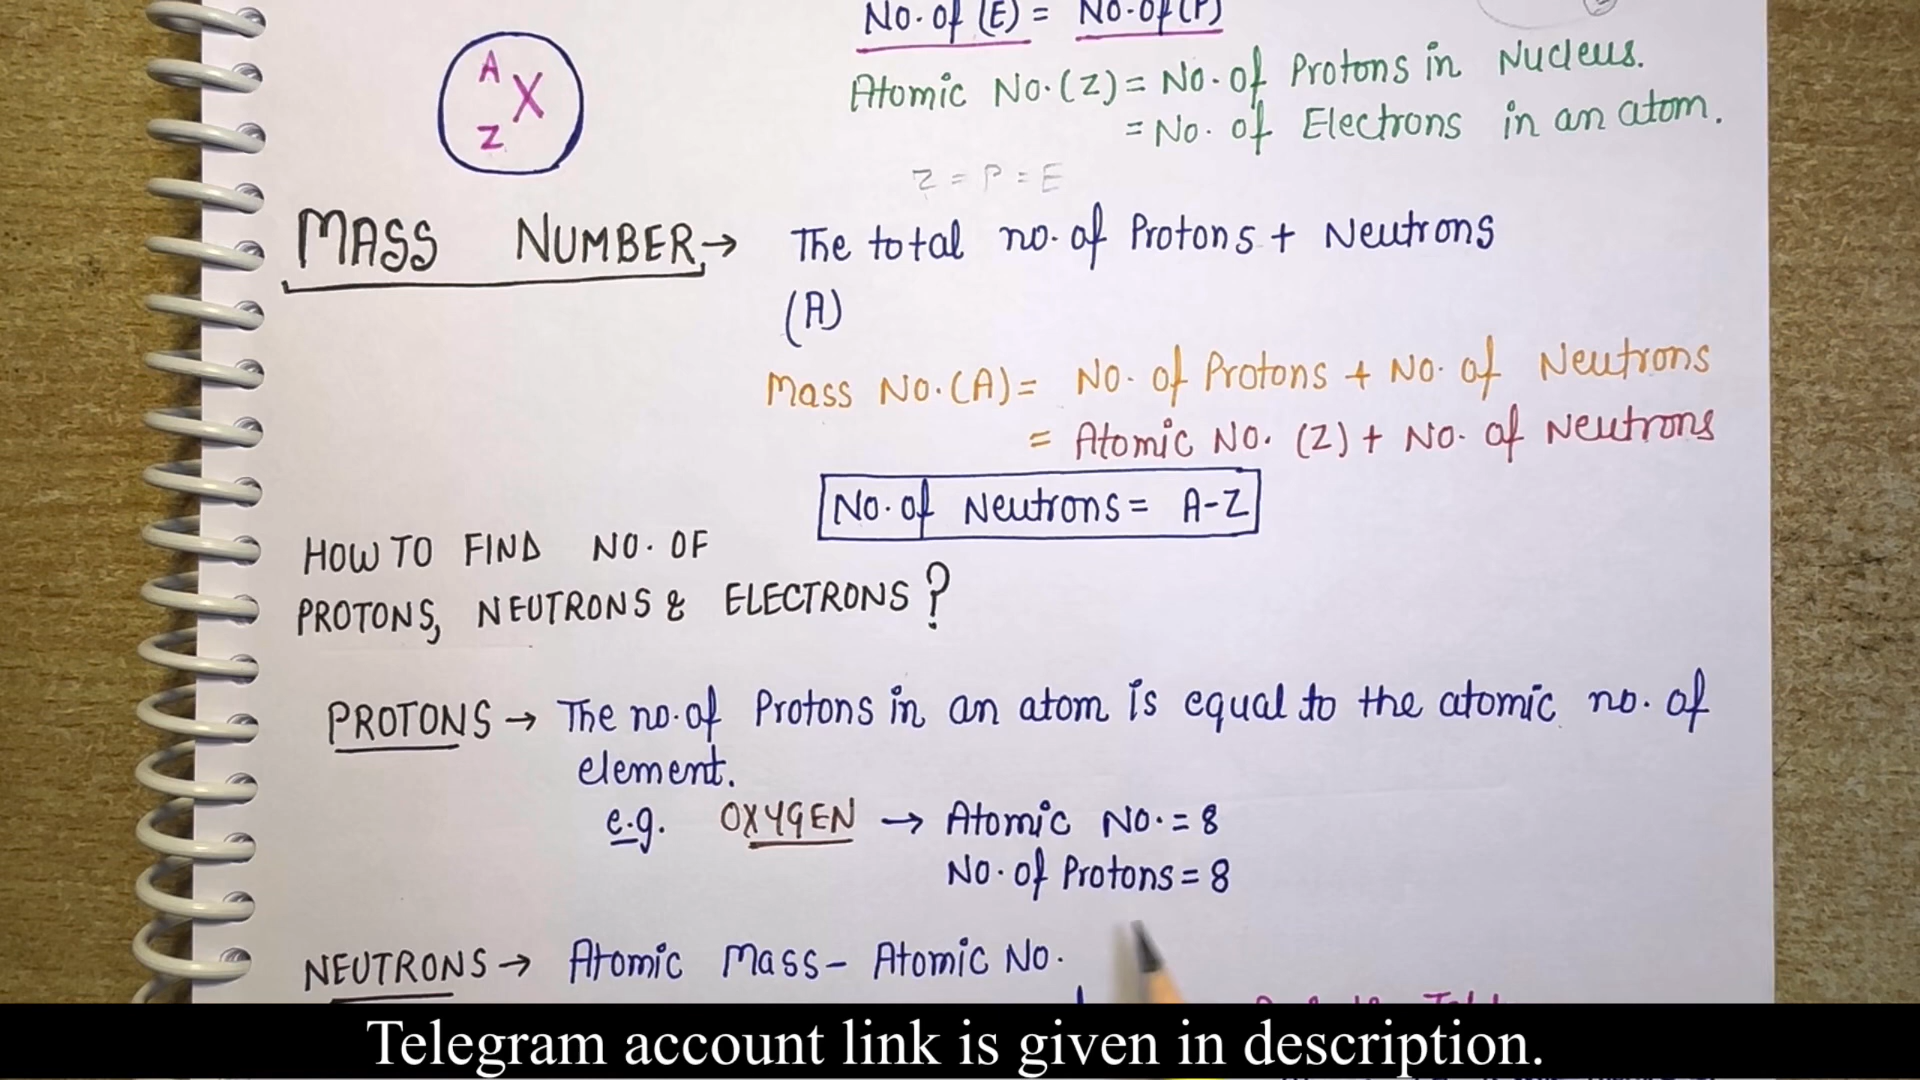 No. of (E) = No. of (P)
A
X
Z
Atomic No. (Z) = No. of Protons in Nucleus.
= No. of Electrons in an atom.
Z = P = E
MASS NUMBER → The total no. of Protons + Neutrons
(A)
Mass No. (A) = No. of Protons + No. of Neutrons
= Atomic No. (Z) + No. of Neutrons
No. of Neutrons = A-Z
HOW TO FIND NO. OF
PROTONS, NEUTRONS & ELECTRONS?
PROTONS → The no. of Protons in an atom is equal to the atomic no. of
element.
e.g. OXYGEN → Atomic No. = 8
No. of Protons = 8
NEUTRONS → Atomic Mass - Atomic No.
Telegram account link is given in description.